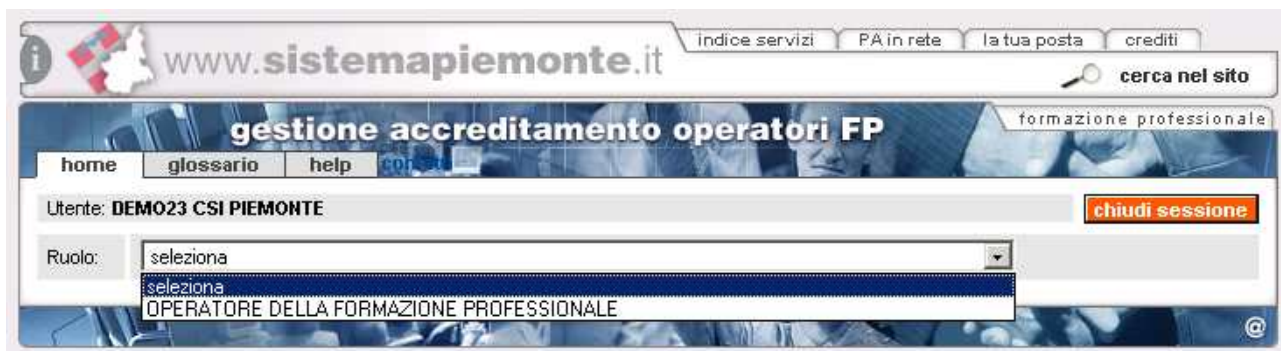 indice servizi PA in rete la tua posta crediti
www.sistemapiemonte.it
cerca nel sito
gestione accreditamento operatori FP
formazione professionale
home glossario help
Utente: DEMO23 CSI PIEMONTE
chiudi sessione
Ruolo: seleziona
seleziona
OPERATORE DELLA FORMAZIONE PROFESSIONALE
@